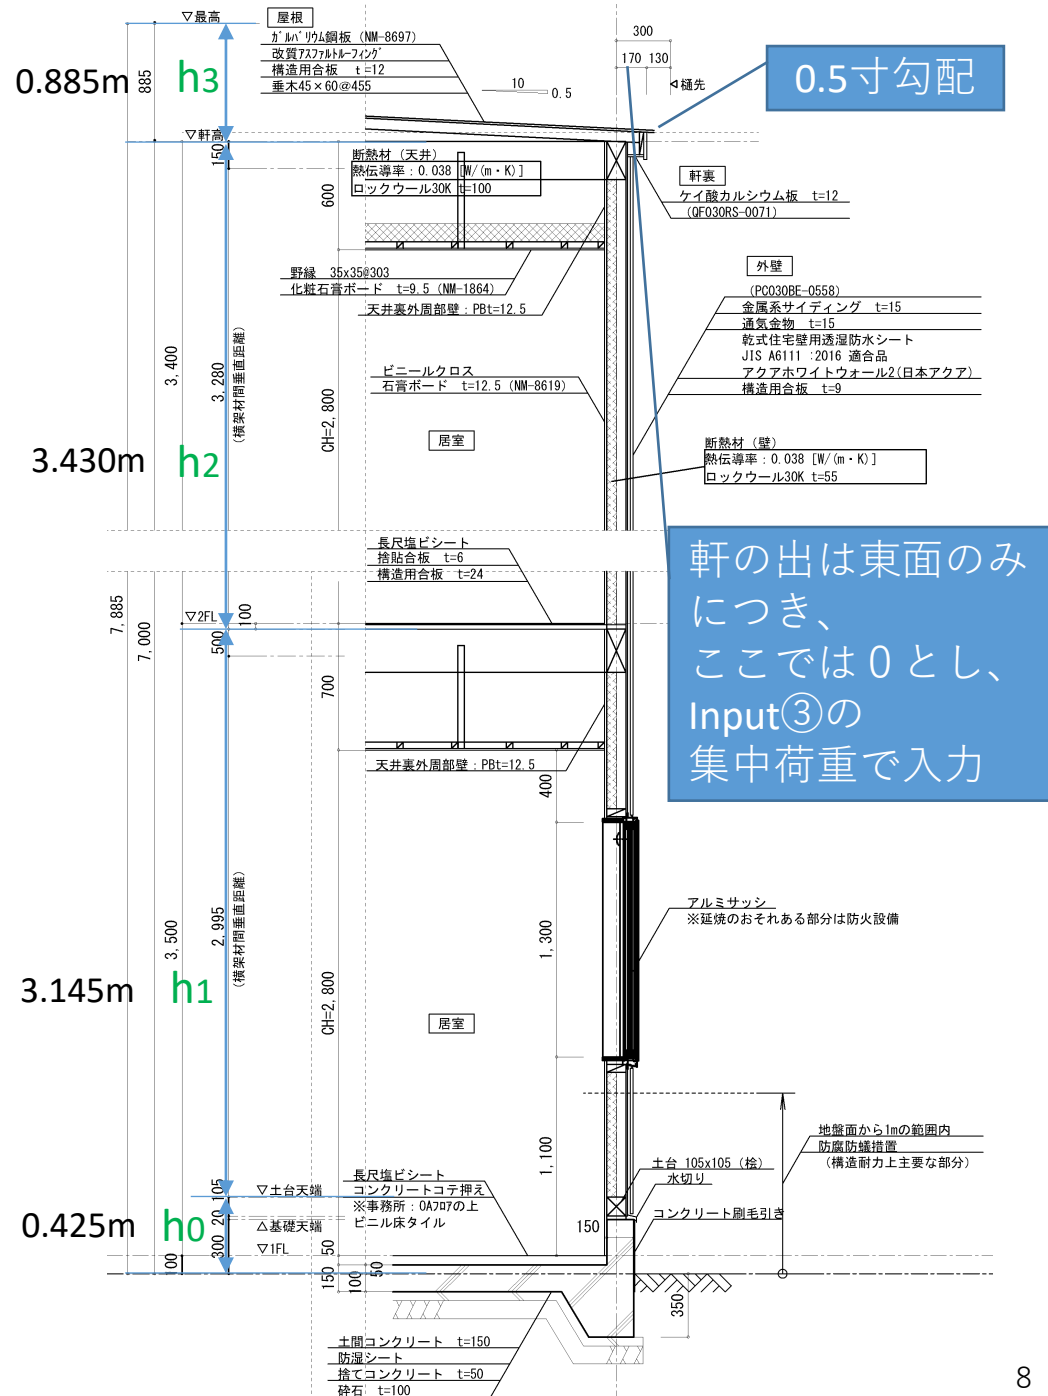 ▽最高
屋根
ガルバリウム鋼板 (NM-8697)
改質アスファルトルーフィング
構造用合板 t=12
垂木45×60@455
0.885m
885
h3
10
0.5
300
170 130
樋先
0.5寸勾配
▽軒高
150
断熱材 (天井)
熱伝導率：0.038 [W/(m・K)]
ロックウール30K t=100
600
軒裏
ケイ酸カルシウム板 t=12
(QF030RS-0071)
野縁 35x35@303
化粧石膏ボード t=9.5 (NM-1864)
天井裏外周部壁：PBt=12.5
外壁
(PC030BE-0558)
金属系サイディング t=15
通気金物 t=15
乾式住宅壁用透湿防水シート
JIS A6111 :2016 適合品
アクアホワイトウォール2(日本アクア)
構造用合板 t=9
3,400
3,280
(横架材間垂直距離)
CH=2,800
ビニールクロス
石膏ボード t=12.5 (NM-8619)
居室
3.430m
h2
断熱材 (壁)
熱伝導率：0.038 [W/(m・K)]
ロックウール30K t=55
長尺塩ビシート
捨貼合板 t=6
構造用合板 t=24
軒の出は東面のみ
につき、
ここでは０とし、
Input③の
集中荷重で入力
7,885
7,000
▽2FL
100
500
700
天井裏外周部壁：PBt=12.5
400
3,500
2,995
(横架材間垂直距離)
CH=2,800
1,300
アルミサッシ
※延焼のおそれある部分は防火設備
3.145m
h1
居室
1,100
地盤面から1mの範囲内
防腐防蟻措置
(構造耐力上主要な部分)
105
▽土台天端
長尺塩ビシート
コンクリートコテ押え
※事務所：OAフロアの上
ビニル床タイル
土台 105x105 (桧)
水切り
コンクリート刷毛引き
0.425m
h0
20
△基礎天端
▽1FL
300
100
50
150
100
50
150
350
土間コンクリート t=150
防湿シート
捨てコンクリート t=50
砕石 t=100
8